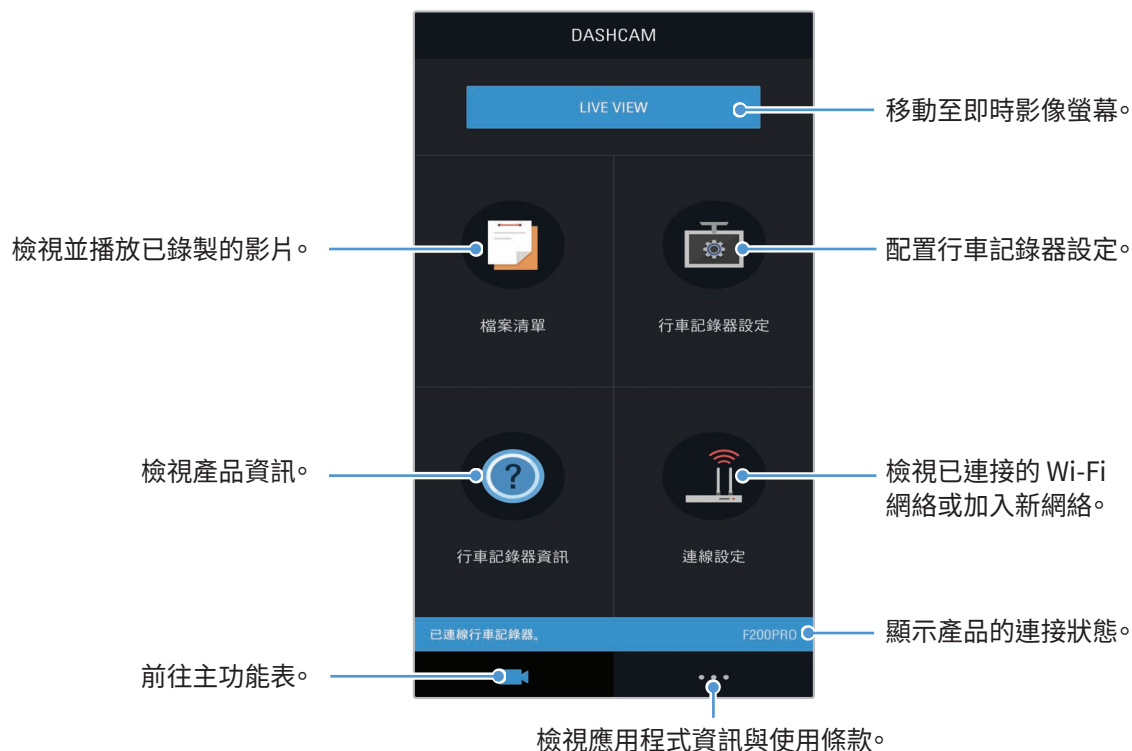 DASHCAM
LIVE VIEW
移動至即時影像螢幕。
檢視並播放已錄製的影片。
配置行車記錄器設定。
檔案清單
行車記錄器設定
檢視產品資訊。
?
檢視已連接的 Wi-Fi
網絡或加入新網絡。
行車記錄器資訊
連線設定
已連線行車記錄器。
F200PRO
顯示產品的連接狀態。
前往主功能表。
檢視應用程式資訊與使用條款。